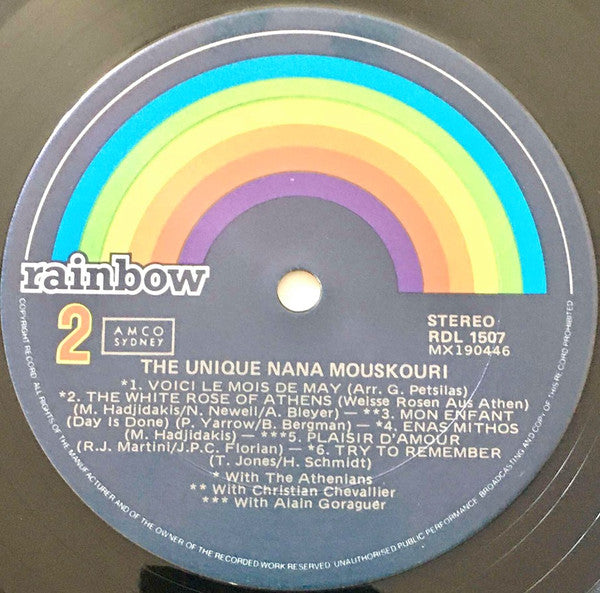 rainbow
2
AMCO
SYDNEY
STEREO
RDL 1507
MX190446
THE UNIQUE NANA MOUSKOURI
*1. VOICI LE MOIS DE MAY (Arr. G. Petsilas)
*2. THE WHITE ROSE OF ATHENS (Weisse Rosen Aus Athen)
(M. Hadjidakis/N. Newell/A. Bleyer) — **3. MON ENFANT
(Day Is Done) (P. Yarrow/B. Bergman) — *4. ENAS MITHOS
(M. Hadjidakis) — ***5. PLAISIR D'AMOUR
(R.J. Martini/J.P.C. Florian) — *6. TRY TO REMEMBER
(T. Jones/H. Schmidt)
* With The Athenians
** With Christian Chevallier
*** With Alain Goraguer
COPYRIGHT RECORD. ALL RIGHTS OF THE MANUFACTURER AND OF THE OWNER OF THE RECORDED WORK RESERVED. UNAUTHORISED PUBLIC PERFORMANCE, BROADCASTING AND COPYING OF THIS RECORD PROHIBITED